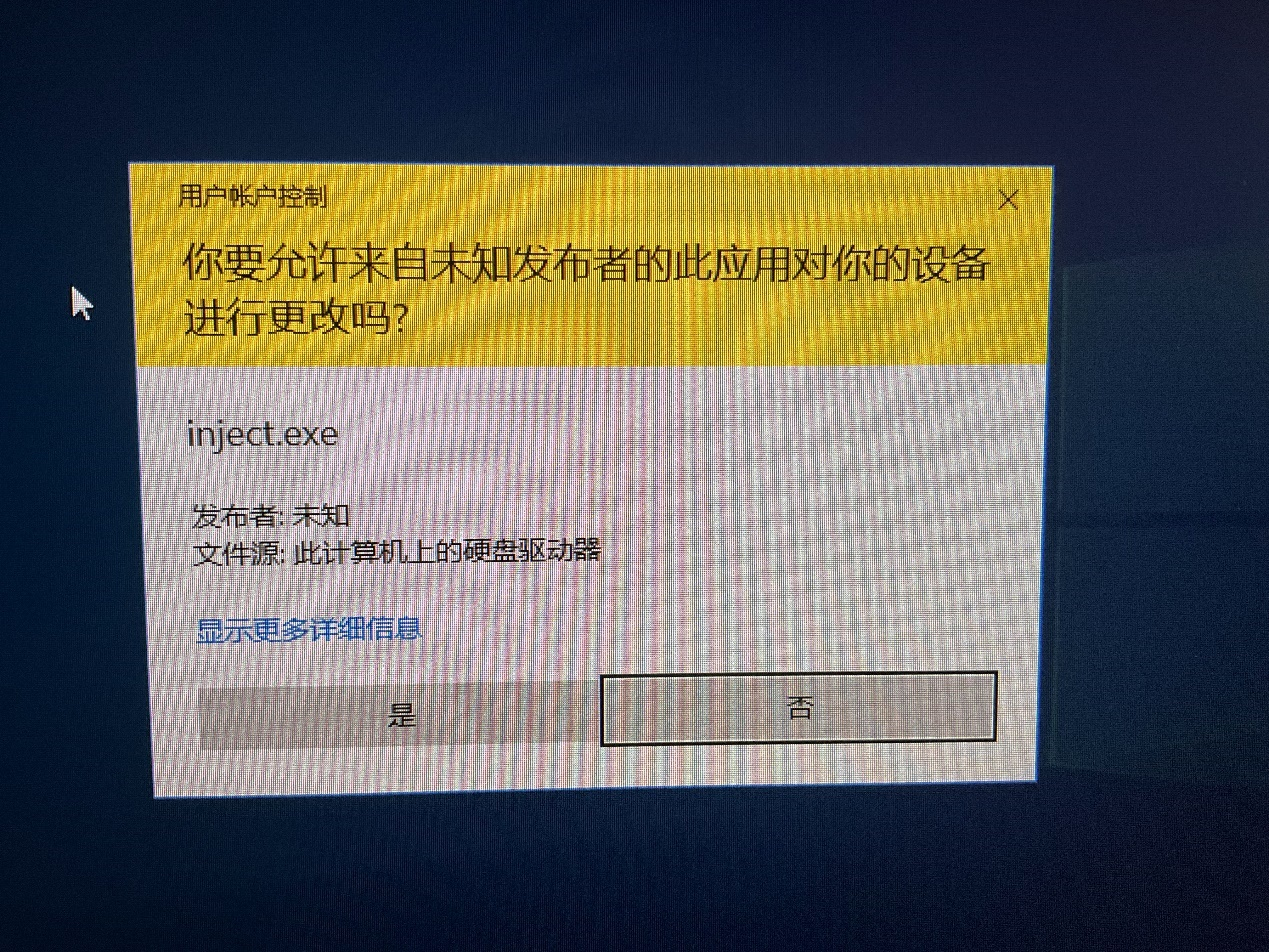 用户帐户控制
你要允许来自未知发布者的此应用对你的设备
进行更改吗?
inject.exe
发布者: 未知
文件源: 此计算机上的硬盘驱动器
显示更多详细信息
是
否